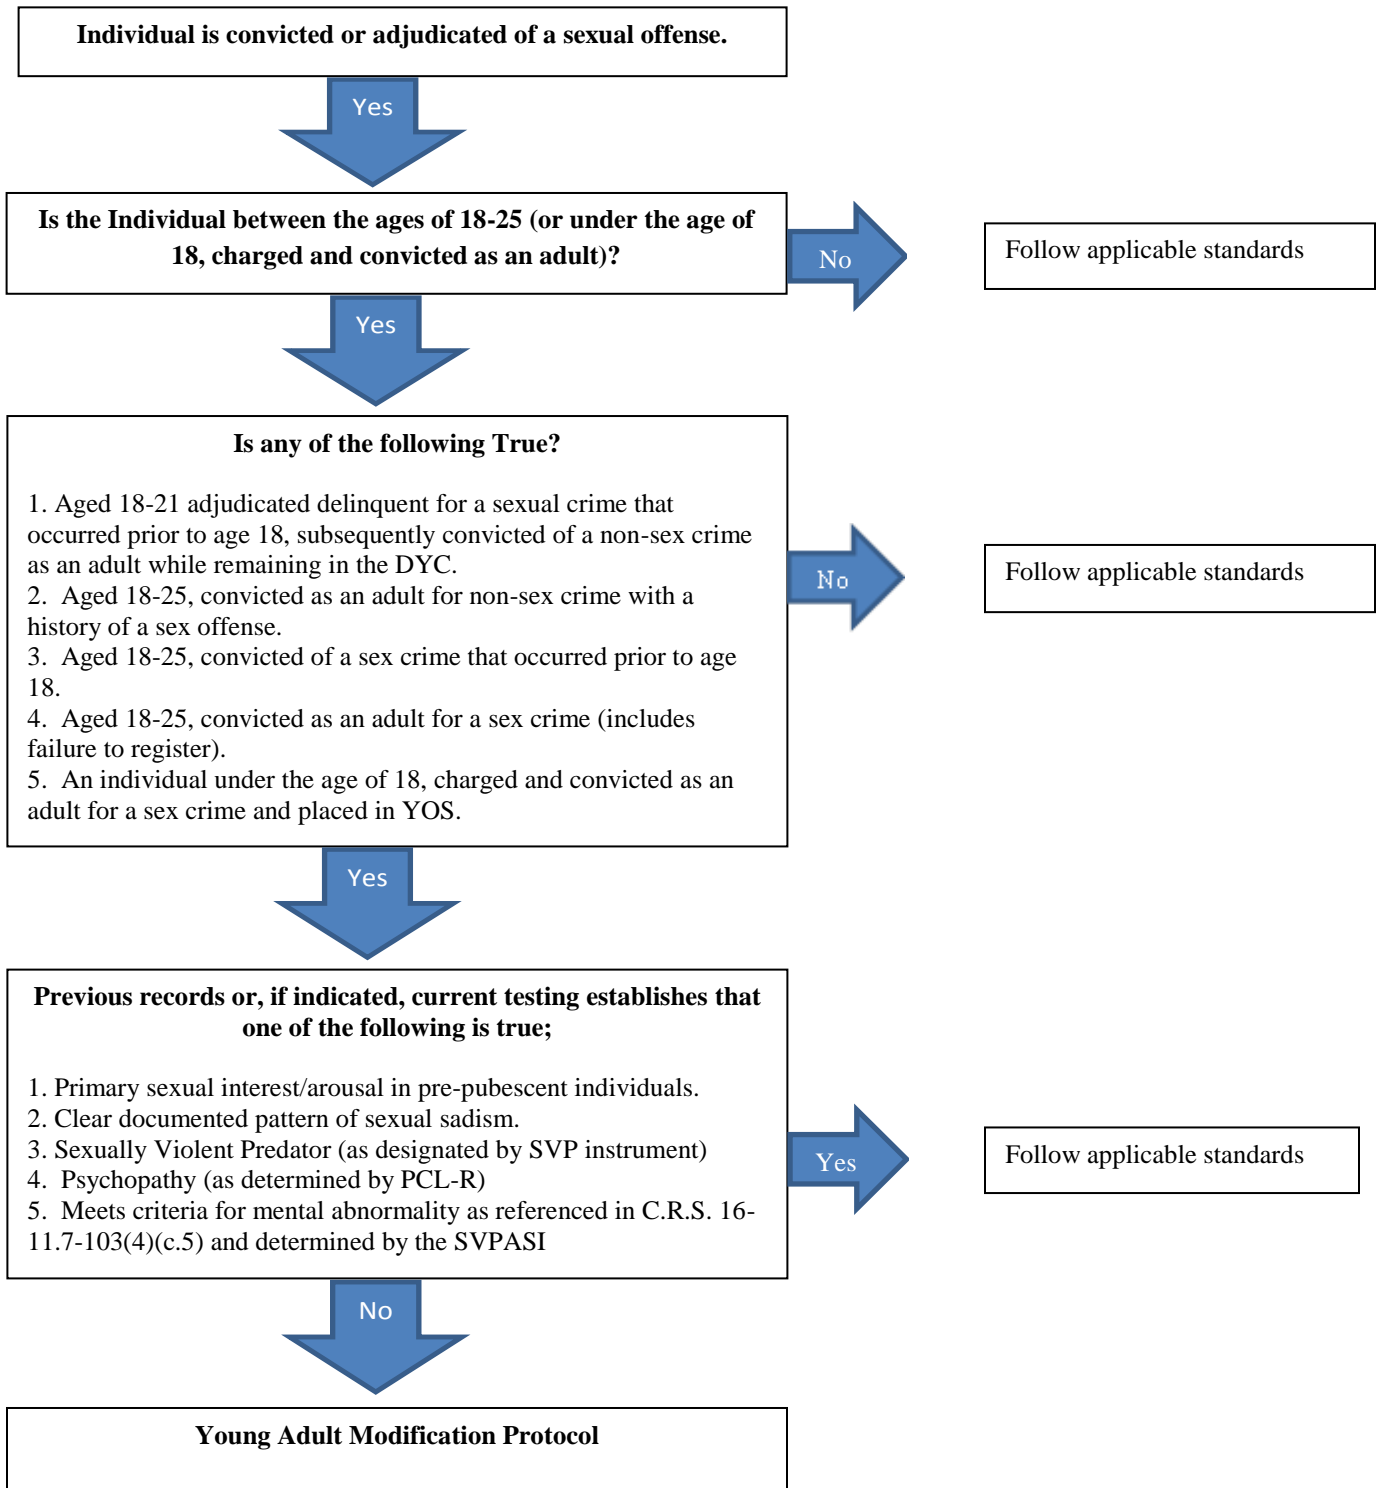 Individual is convicted or adjudicated of a sexual offense.
Yes
Is the Individual between the ages of 18-25 (or under the age of
18, charged and convicted as an adult)?
No
Follow applicable standards
Yes
Is any of the following True?
1. Aged 18-21 adjudicated delinquent for a sexual crime that
occurred prior to age 18, subsequently convicted of a non-sex crime
as an adult while remaining in the DYC.
2. Aged 18-25, convicted as an adult for non-sex crime with a
history of a sex offense.
3. Aged 18-25, convicted of a sex crime that occurred prior to age
18.
4. Aged 18-25, convicted as an adult for a sex crime (includes
failure to register).
5. An individual under the age of 18, charged and convicted as an
adult for a sex crime and placed in YOS.
No
Follow applicable standards
Yes
Previous records or, if indicated, current testing establishes that
one of the following is true;
1. Primary sexual interest/arousal in pre-pubescent individuals.
2. Clear documented pattern of sexual sadism.
3. Sexually Violent Predator (as designated by SVP instrument)
4. Psychopathy (as determined by PCL-R)
5. Meets criteria for mental abnormality as referenced in C.R.S. 16-
11.7-103(4)(c.5) and determined by the SVPASI
Yes
Follow applicable standards
No
Young Adult Modification Protocol